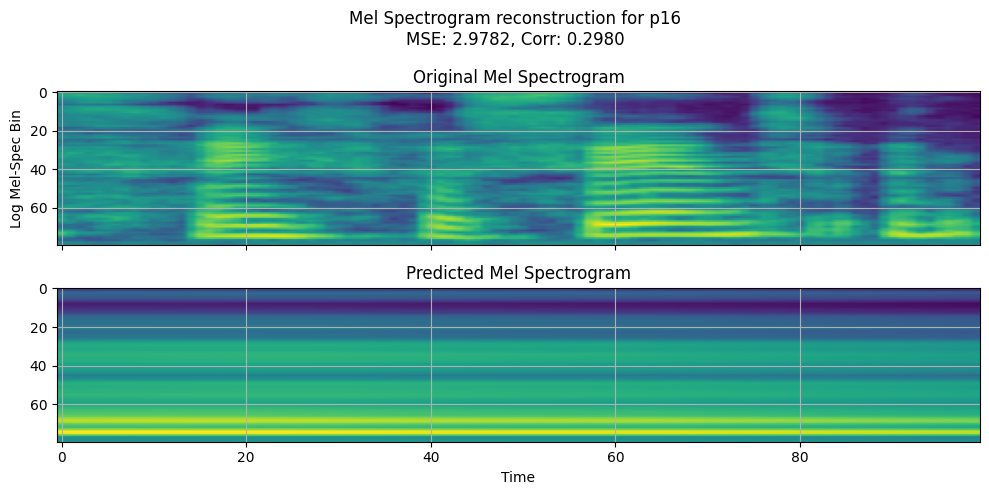 Mel Spectrogram reconstruction for p16
MSE: 2.9782, Corr: 0.2980
Original Mel Spectrogram
Log Mel-Spec Bin
0
20
40
60
Predicted Mel Spectrogram
0
20
40
60
0 20 40 60 80
Time